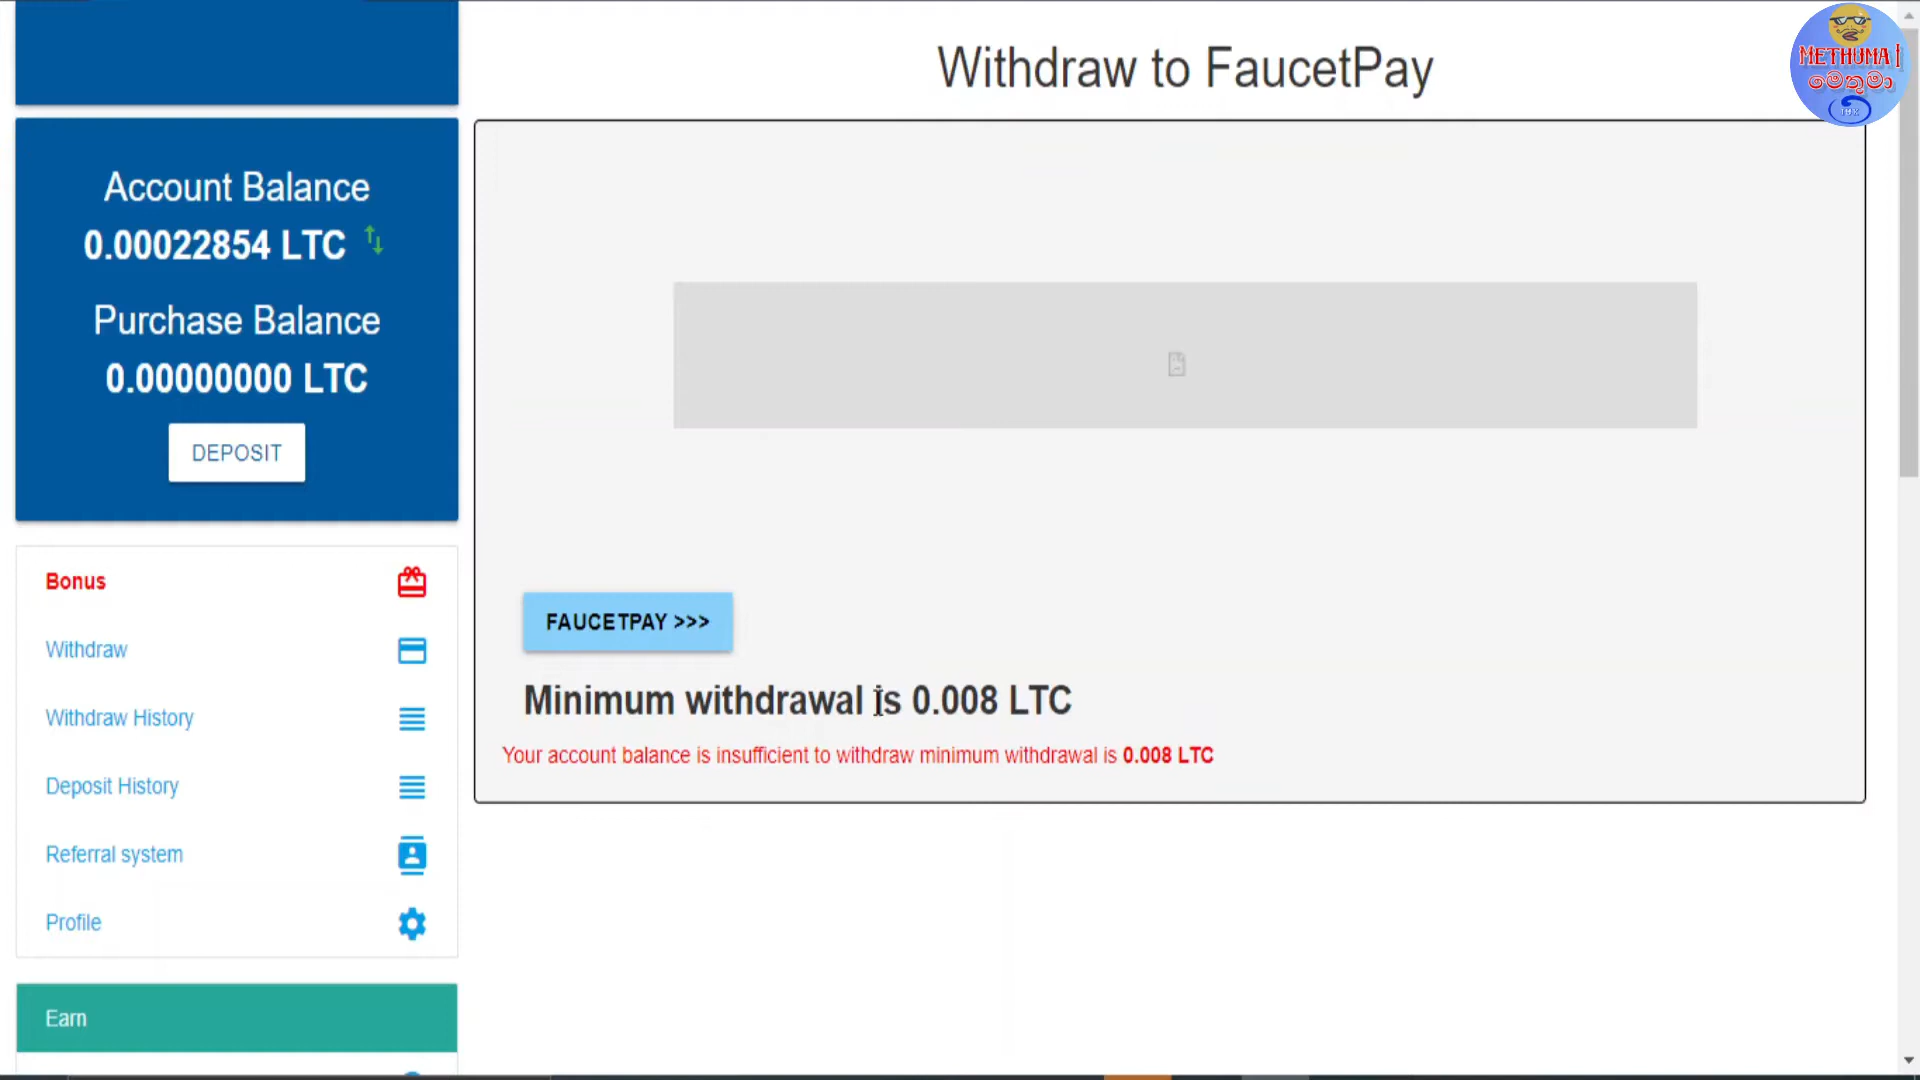 Withdraw to FaucetPay
METHUMA |
මෙතුමා
Account Balance
0.00022854 LTC
Purchase Balance
0.00000000 LTC
DEPOSIT
Bonus
Withdraw
Withdraw History
Deposit History
Referral system
Profile
Earn
FAUCETPAY >>>
Minimum withdrawal is 0.008 LTC
Your account balance is insufficient to withdraw minimum withdrawal is 0.008 LTC